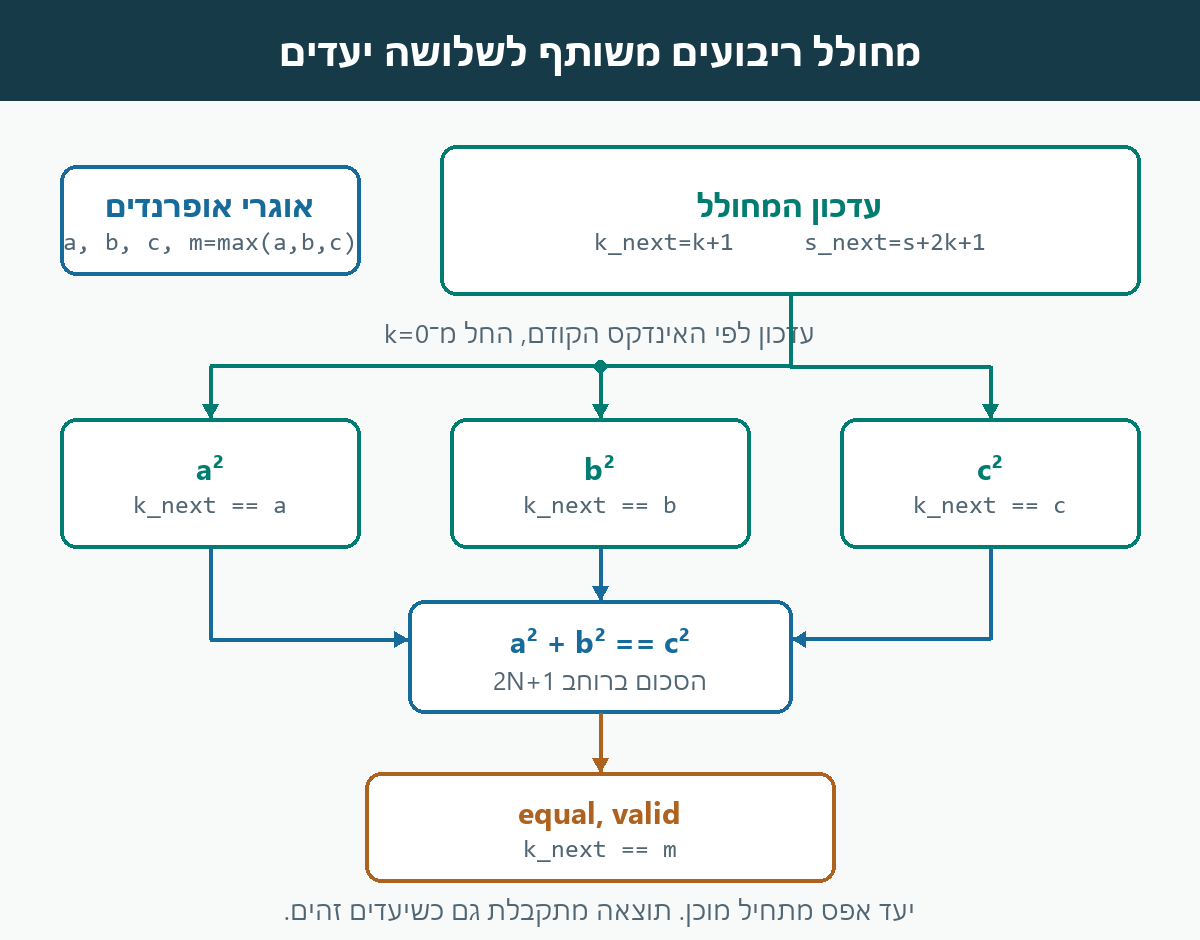 מחולל ריבועים משותף לשלושה יעדים
אוגרי אופרנדים
a, b, c, m=max(a,b,c)
עדכון המחולל
k_next=k+1 s_next=s+2k+1
עדכון לפי האינדקס הקודם, החל מ־k=0
a²
k_next == a
b²
k_next == b
c²
k_next == c
a² + b² == c²
הסכום ברוחב 2N+1
equal, valid
k_next == m
יעד אפס מתחיל מוכן. תוצאה מתקבלת גם כשיעדים זהים.